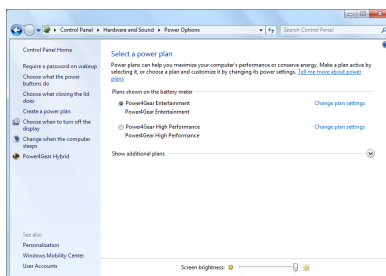 Control Panel ▸ Hardware and Sound ▸ Power Options
Search Control Panel
Control Panel Home
Require a password on wakeup
Choose what the power
buttons do
Choose what closing the lid
does
Create a power plan
Choose when to turn off the
display
Change when the computer
sleeps
Power4Gear Hybrid
See also
Personalization
Windows Mobility Center
User Accounts
Select a power plan
Power plans can help you maximize your computer's performance or conserve energy. Make a plan active by
selecting it, or choose a plan and customize it by changing its power settings. Tell me more about power
plans
Plans shown on the battery meter
Power4Gear Entertainment Change plan settings
Power4Gear Entertainment
Power4Gear High Performance Change plan settings
Power4Gear High Performance
Show additional plans
Screen brightness: